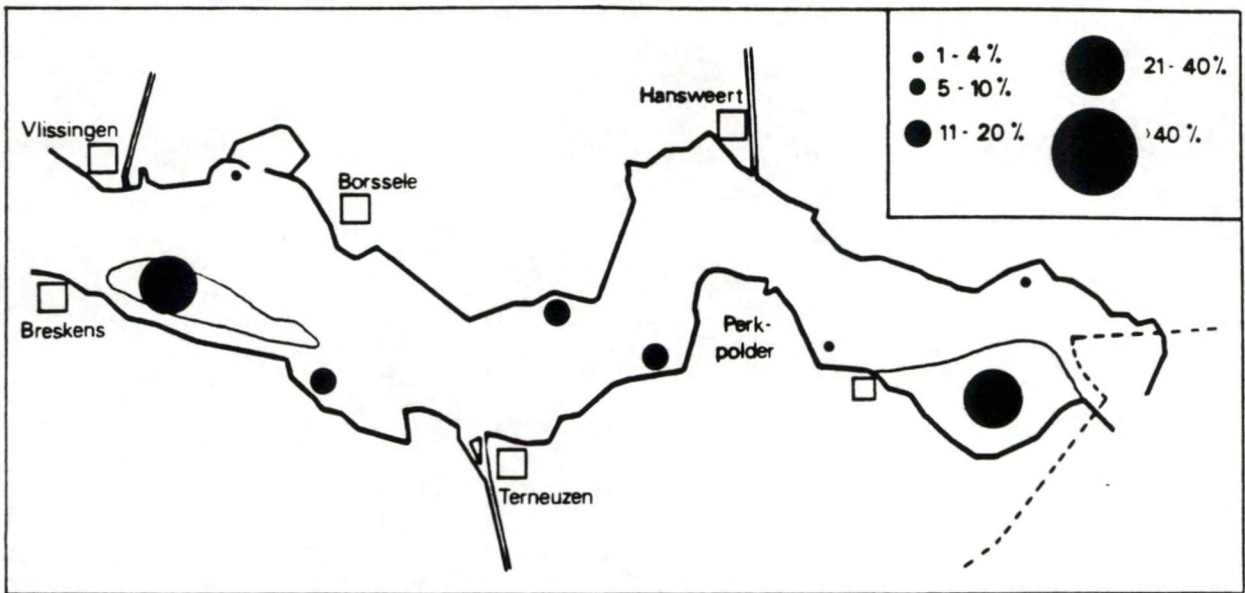 1 - 4 %
5 - 10 %
11 - 20 %
21 - 40 %
›40 %
Vlissingen
Hansweert
Borssele
Breskens
Perk-
polder
Terneuzen